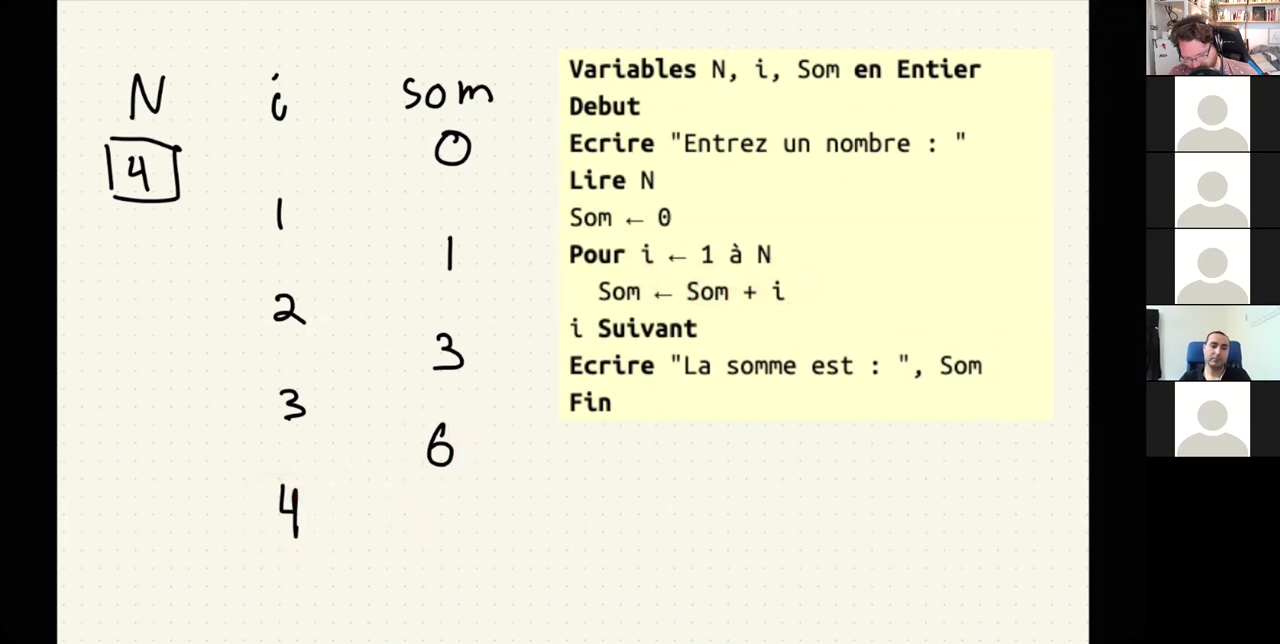 N i som
4 0
1
1
2
3
3
6
4
Variables N, i, Som en Entier
Debut
Ecrire "Entrez un nombre : "
Lire N
Som ← 0
Pour i ← 1 à N
Som ← Som + i
i Suivant
Ecrire "La somme est : ", Som
Fin